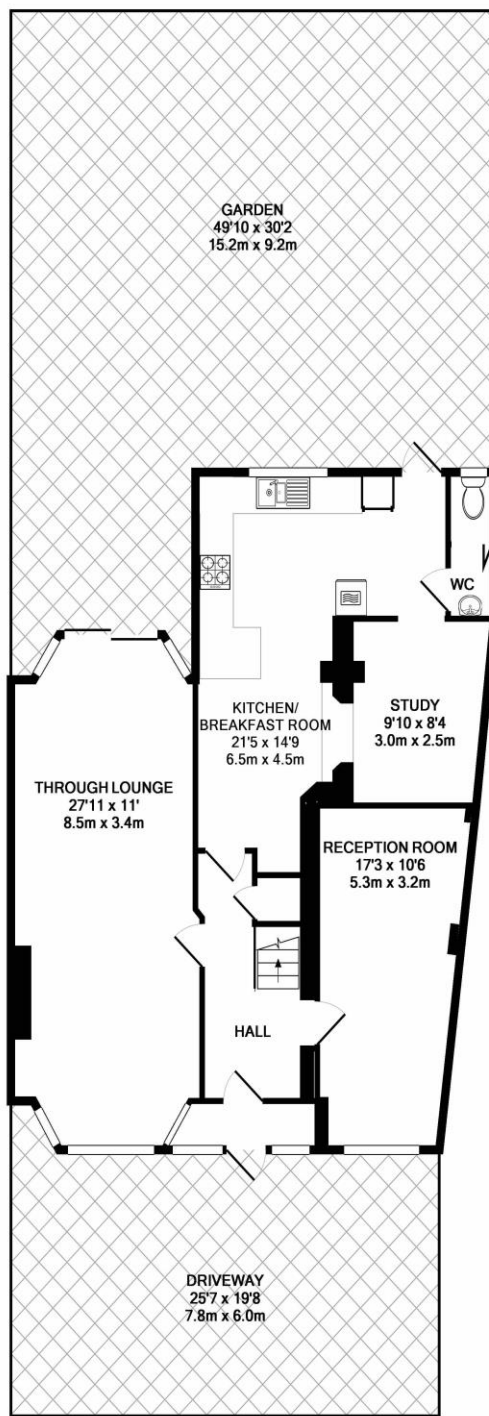 GARDEN
49'10 x 30'2
15.2m x 9.2m
WC
KITCHEN/
BREAKFAST ROOM
21'5 x 14'9
6.5m x 4.5m
STUDY
9'10 x 8'4
3.0m x 2.5m
THROUGH LOUNGE
27'11 x 11'
8.5m x 3.4m
RECEPTION ROOM
17'3 x 10'6
5.3m x 3.2m
HALL
DRIVEWAY
25'7 x 19'8
7.8m x 6.0m